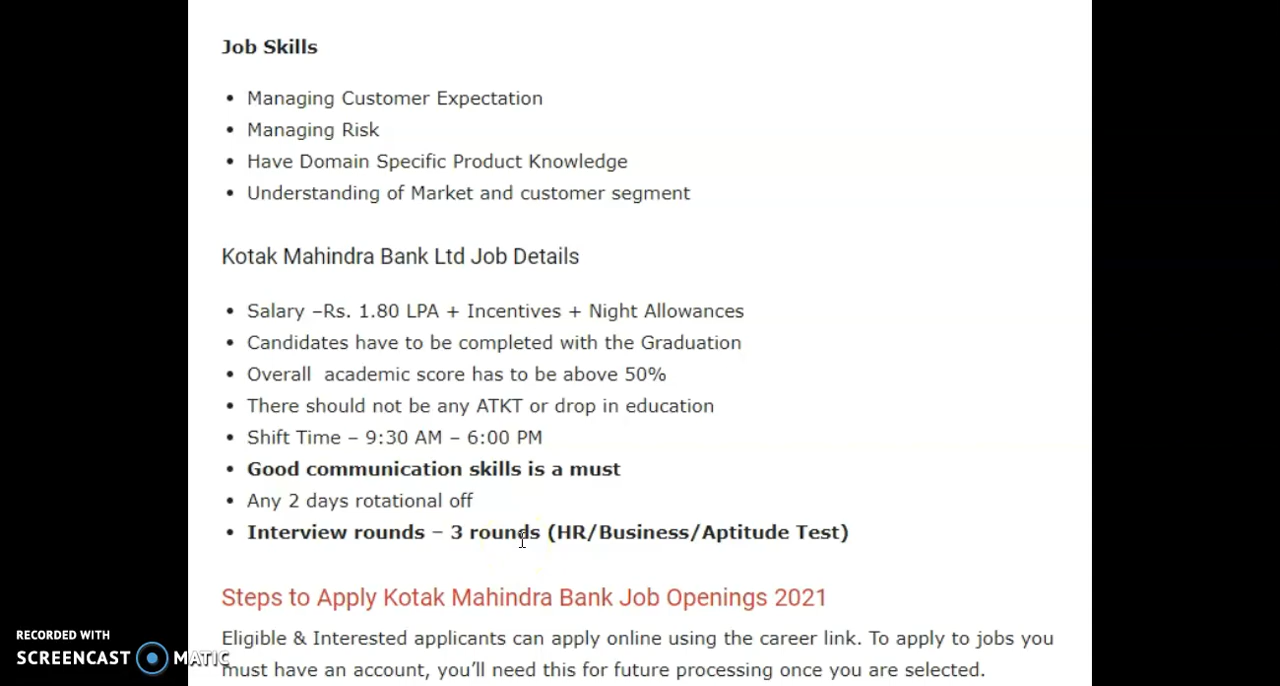 Job Skills
• Managing Customer Expectation
• Managing Risk
• Have Domain Specific Product Knowledge
• Understanding of Market and customer segment
Kotak Mahindra Bank Ltd Job Details
• Salary –Rs. 1.80 LPA + Incentives + Night Allowances
• Candidates have to be completed with the Graduation
• Overall  academic score has to be above 50%
• There should not be any ATKT or drop in education
• Shift Time – 9:30 AM – 6:00 PM
• Good communication skills is a must
• Any 2 days rotational off
• Interview rounds – 3 rounds (HR/Business/Aptitude Test)
Steps to Apply Kotak Mahindra Bank Job Openings 2021
Eligible & Interested applicants can apply online using the career link. To apply to jobs you
must have an account, you’ll need this for future processing once you are selected.
RECORDED WITH
SCREENCAST MATIC